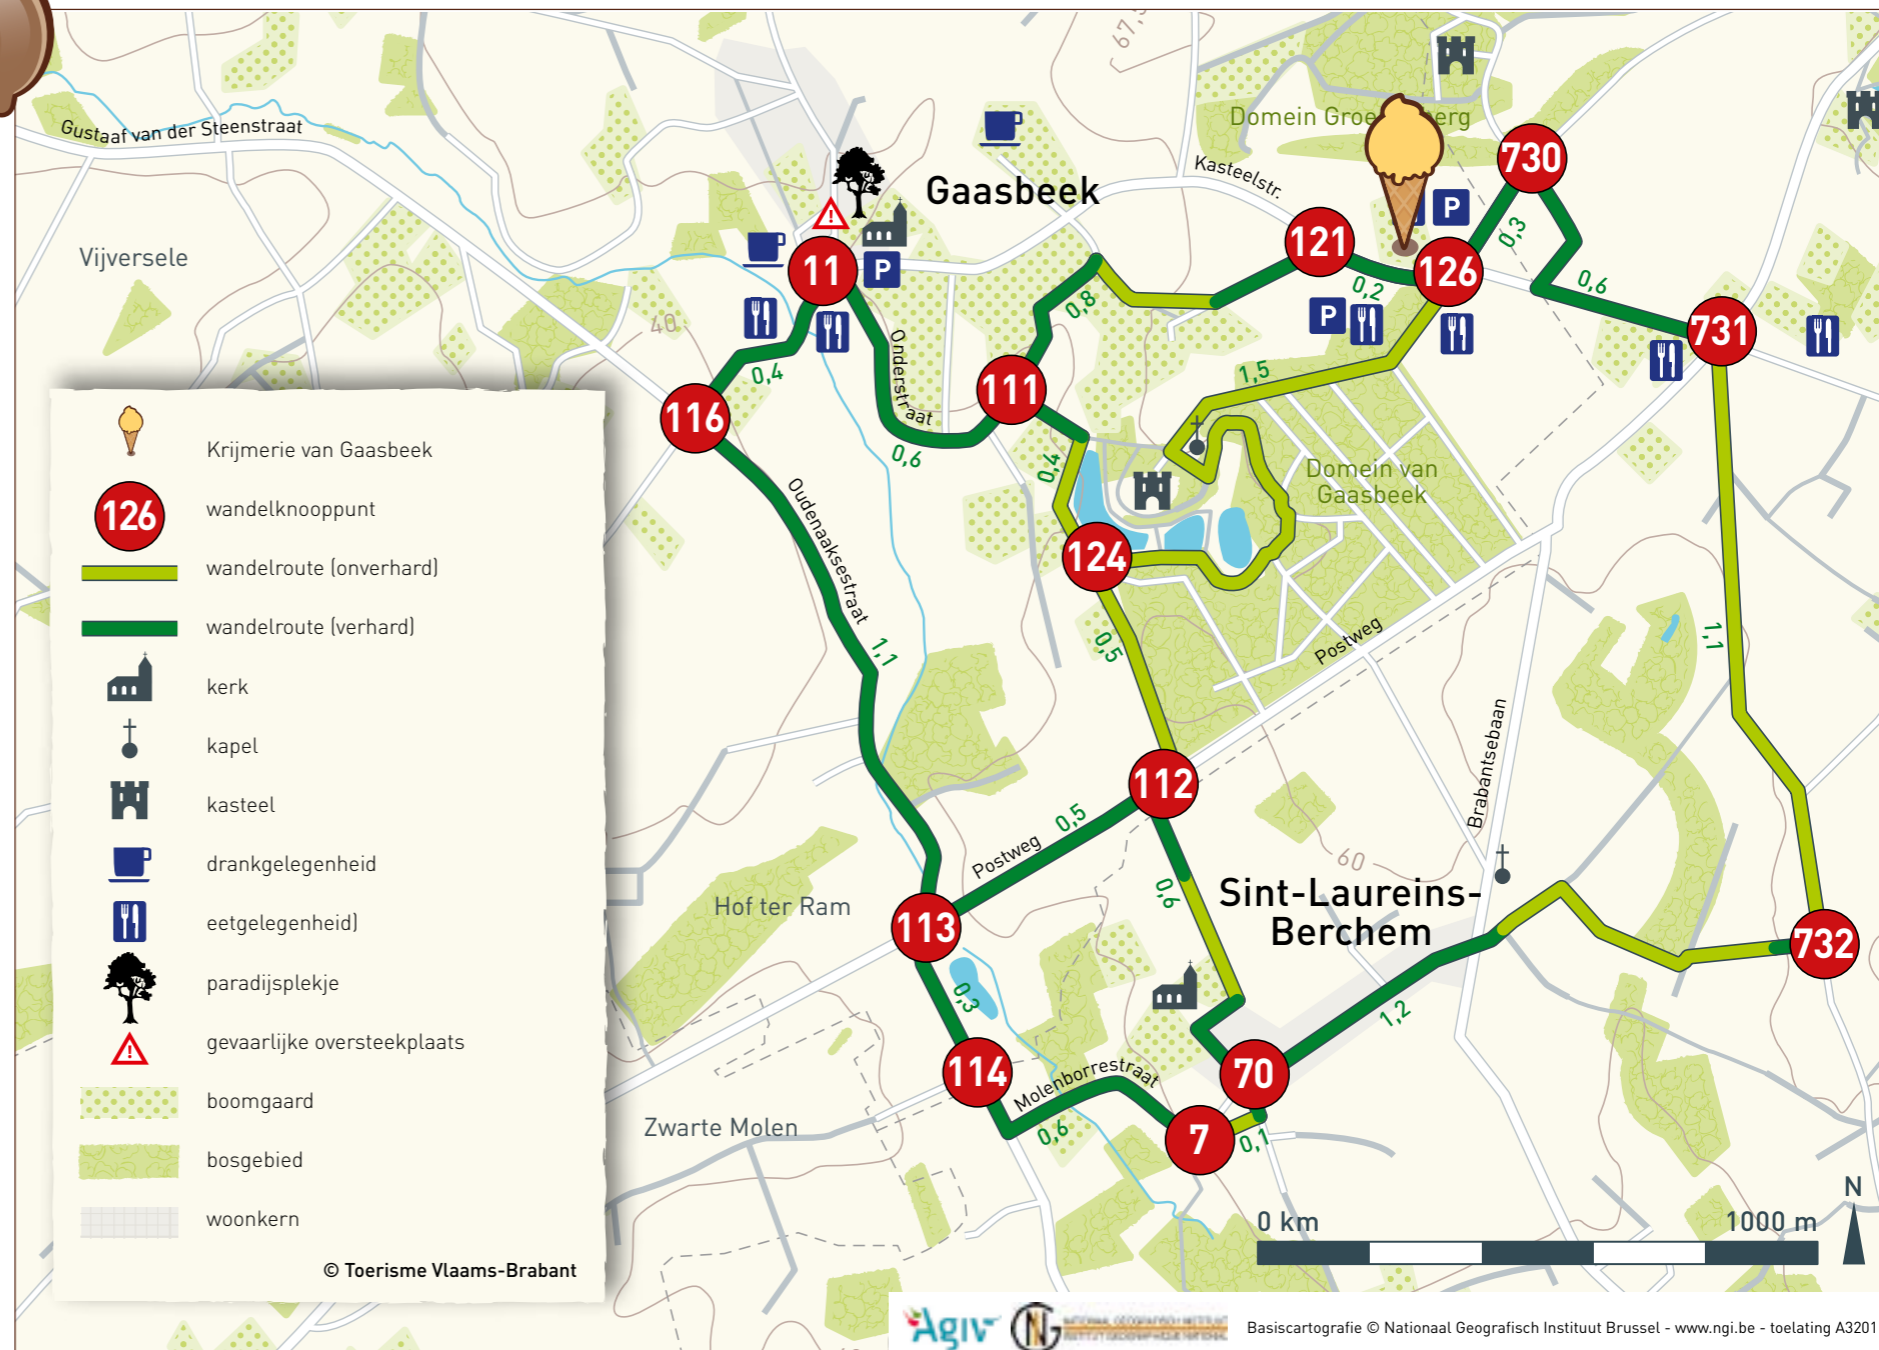 67,5
Gustaaf van der Steenstraat
Domein Groe
erg
730
Kasteelstr.
P
Gaasbeek
Vijversele
121
126
11
P
0,3
0,2
0,6
0,8
P
731
40
Onderstraat
0,4
111
1,5
116
0,6
0,4
Domein van
Gaasbeek
Oudenaaksestraat
124
1,1
0,5
Postweg
1,1
112
Brabantsebaan
Postweg
0,5
60
0,6
Sint-Laureins-
Berchem
Hof ter Ram
113
732
0,3
1,2
114
Molenborrestraat
70
Zwarte Molen
0,6
7
0,1
Krijmerie van Gaasbeek
126
wandelknooppunt
wandelroute (onverhard)
wandelroute (verhard)
kerk
kapel
kasteel
drankgelegenheid
eetgelegenheid)
paradijsplekje
gevaarlijke oversteekplaats
boomgaard
bosgebied
woonkern
© Toerisme Vlaams-Brabant
N
0 km
1000 m
Agiv
NGI
Basiscartografie © Nationaal Geografisch Instituut Brussel - www.ngi.be - toelating A3201